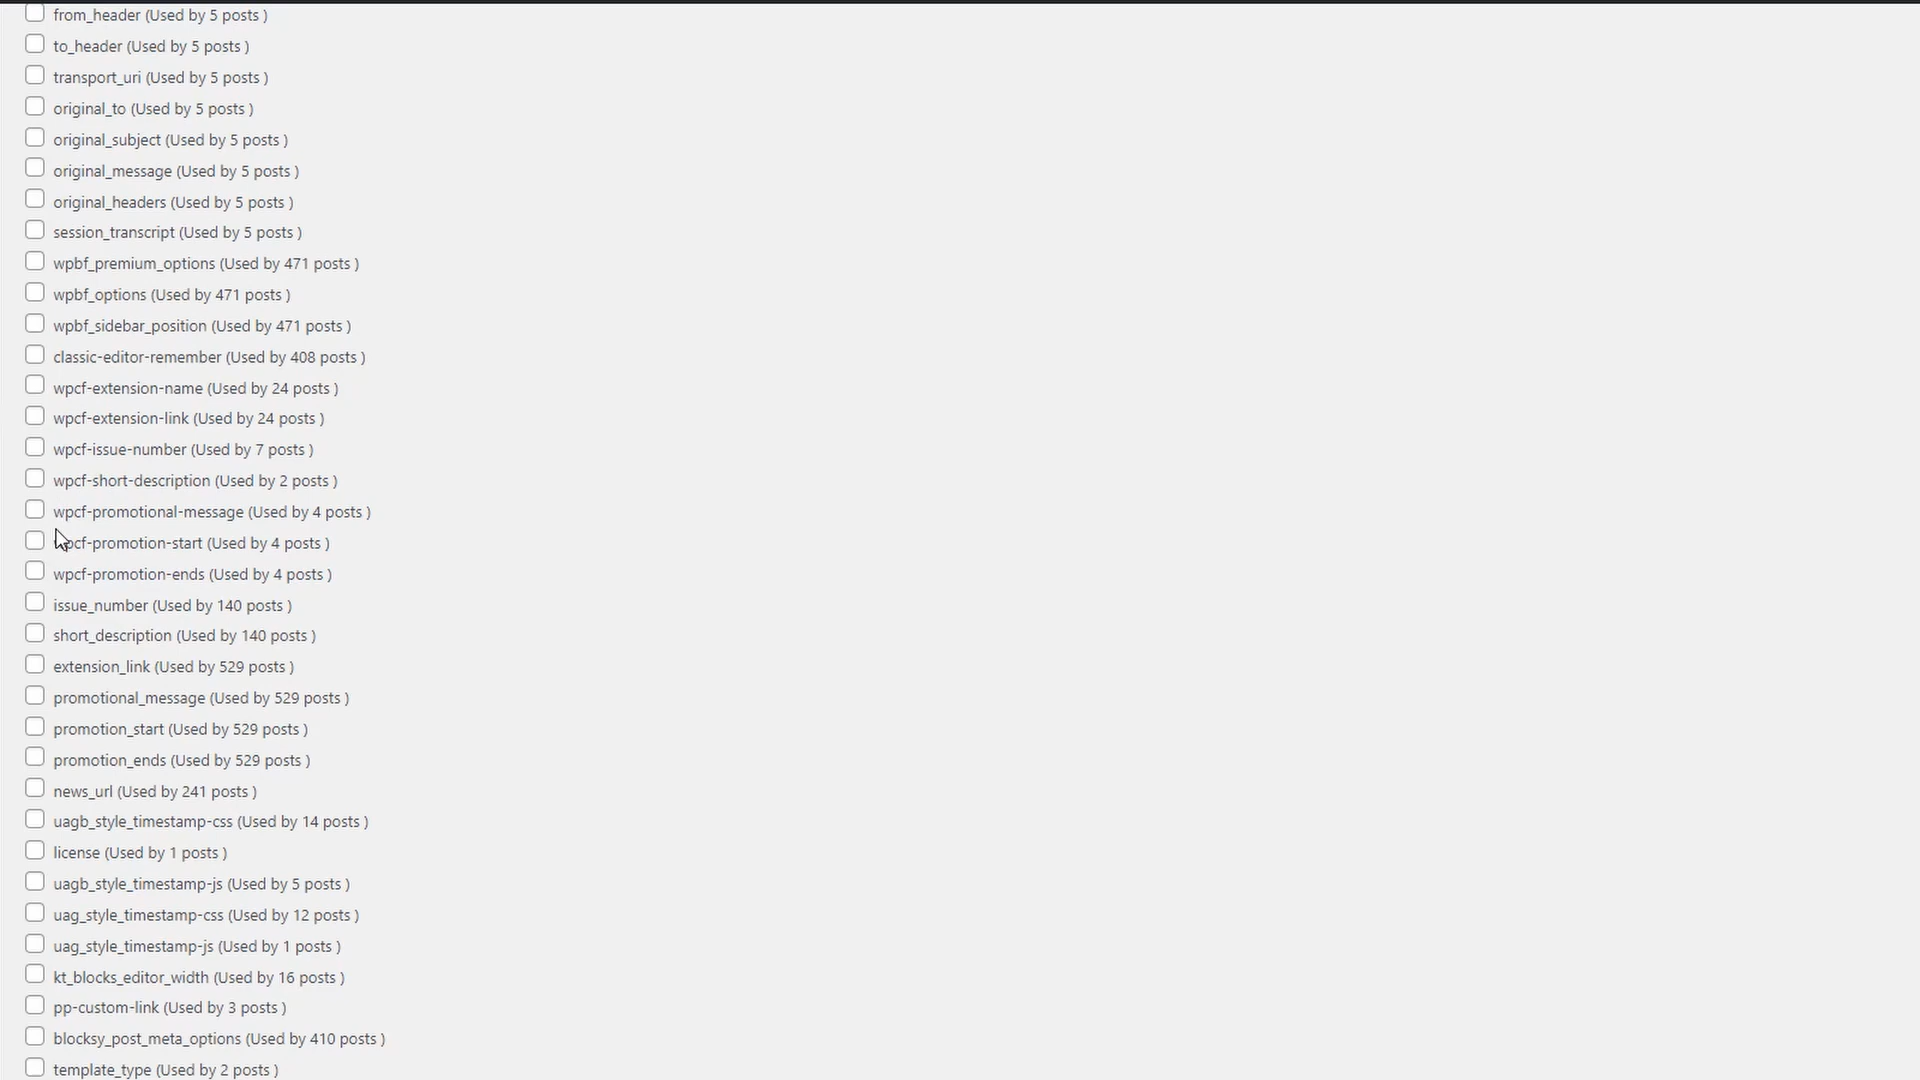 from_header (Used by 5 posts )
to_header (Used by 5 posts )
transport_uri (Used by 5 posts )
original_to (Used by 5 posts )
original_subject (Used by 5 posts )
original_message (Used by 5 posts )
original_headers (Used by 5 posts )
session_transcript (Used by 5 posts )
wpbf_premium_options (Used by 471 posts )
wpbf_options (Used by 471 posts )
wpbf_sidebar_position (Used by 471 posts )
classic-editor-remember (Used by 408 posts )
wpcf-extension-name (Used by 24 posts )
wpcf-extension-link (Used by 24 posts )
wpcf-issue-number (Used by 7 posts )
wpcf-short-description (Used by 2 posts )
wpcf-promotional-message (Used by 4 posts )
wpcf-promotion-start (Used by 4 posts )
wpcf-promotion-ends (Used by 4 posts )
issue_number (Used by 140 posts )
short_description (Used by 140 posts )
extension_link (Used by 529 posts )
promotional_message (Used by 529 posts )
promotion_start (Used by 529 posts )
promotion_ends (Used by 529 posts )
news_url (Used by 241 posts )
uagb_style_timestamp-css (Used by 14 posts )
license (Used by 1 posts )
uagb_style_timestamp-js (Used by 5 posts )
uag_style_timestamp-css (Used by 12 posts )
uag_style_timestamp-js (Used by 1 posts )
kt_blocks_editor_width (Used by 16 posts )
pp-custom-link (Used by 3 posts )
blocksy_post_meta_options (Used by 410 posts )
template_type (Used by 2 posts )